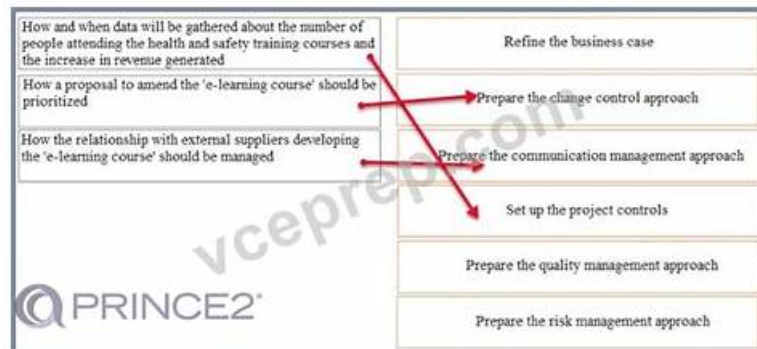 How and when data will be gathered about the number of
people attending the health and safety training courses and
the increase in revenue generated
How a proposal to amend the 'e-learning course' should be
prioritized
How the relationship with external suppliers developing
the 'e-learning course' should be managed
Refine the business case
Prepare the change control approach
Prepare the communication management approach
Set up the project controls
Prepare the quality management approach
Prepare the risk management approach
vceprep.com
PRINCE2®